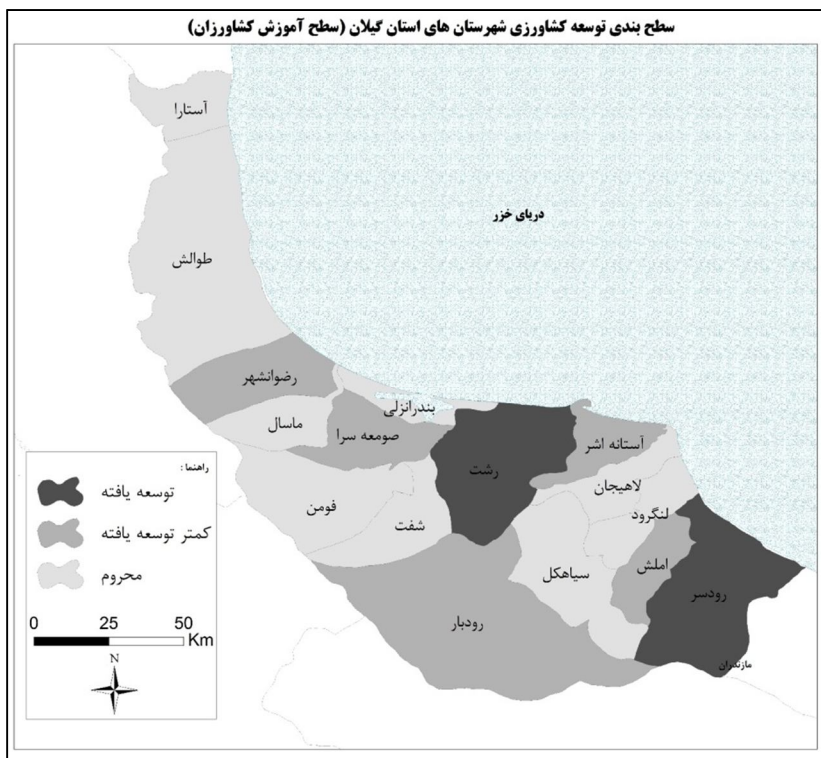 سطح بندی توسعه کشاورزی شهرستان های استان گیلان (سطح آموزش کشاورزان)
آستارا
دریای خزر
طوالش
رضوانشهر
بندرانزلی
ماسال
صومعه سرا
آستانه اشر
رشت
لاهیجان
فومن
شفت
لنگرود
سیاهکل
املش
رودسر
رودبار
مازندران
راهنما :
توسعه یافته
کمتر توسعه یافته
محروم
0 25 50
Km
N